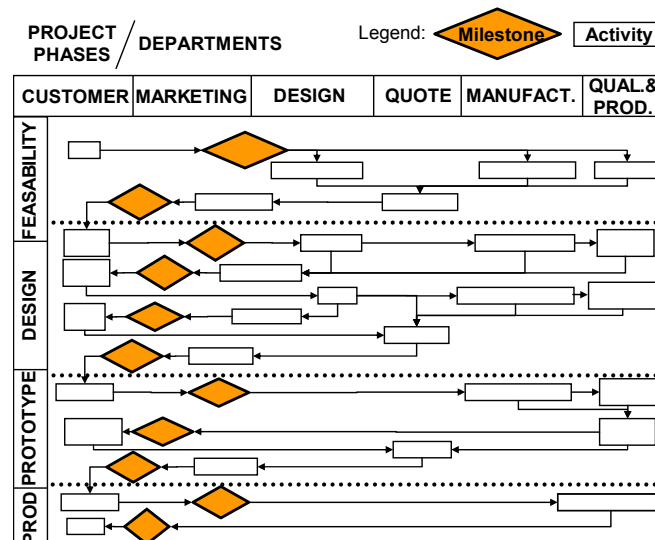 PROJECT PHASES / DEPARTMENTS
Legend: Milestone Activity
CUSTOMER MARKETING DESIGN QUOTE MANUFACT. QUAL.& PROD.
FEASABILITY
DESIGN
PROTOTYPE
PROD